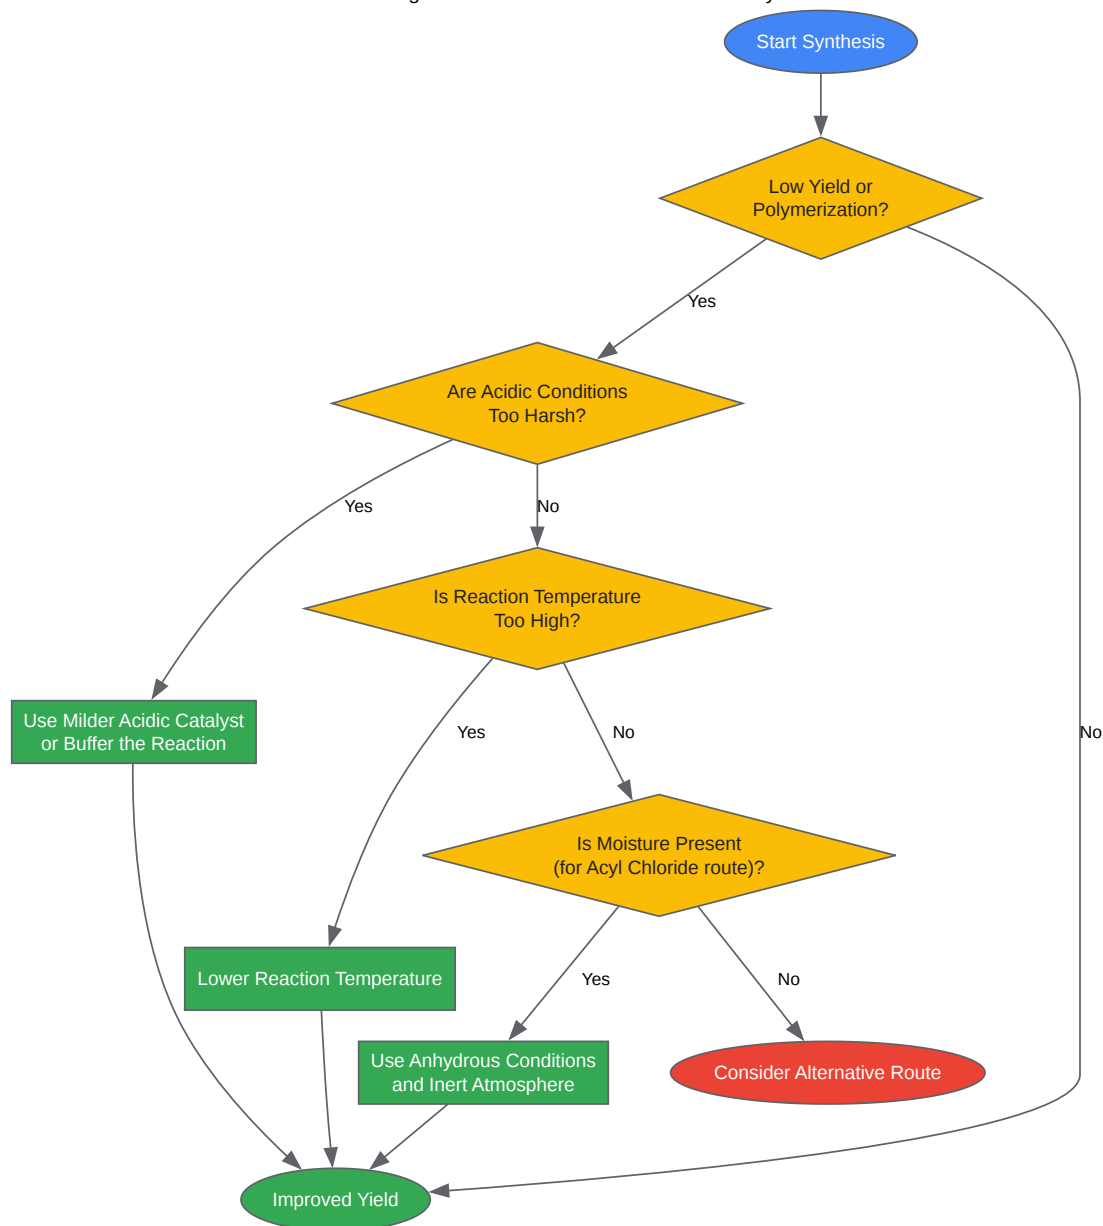 Start Synthesis
Low Yield or
Polymerization?
Yes
Are Acidic Conditions
Too Harsh?
Yes
No
Is Reaction Temperature
Too High?
Use Milder Acidic Catalyst
or Buffer the Reaction
Yes
No
No
Is Moisture Present
(for Acyl Chloride route)?
Lower Reaction Temperature
Yes
No
Use Anhydrous Conditions
and Inert Atmosphere
Consider Alternative Route
Improved Yield